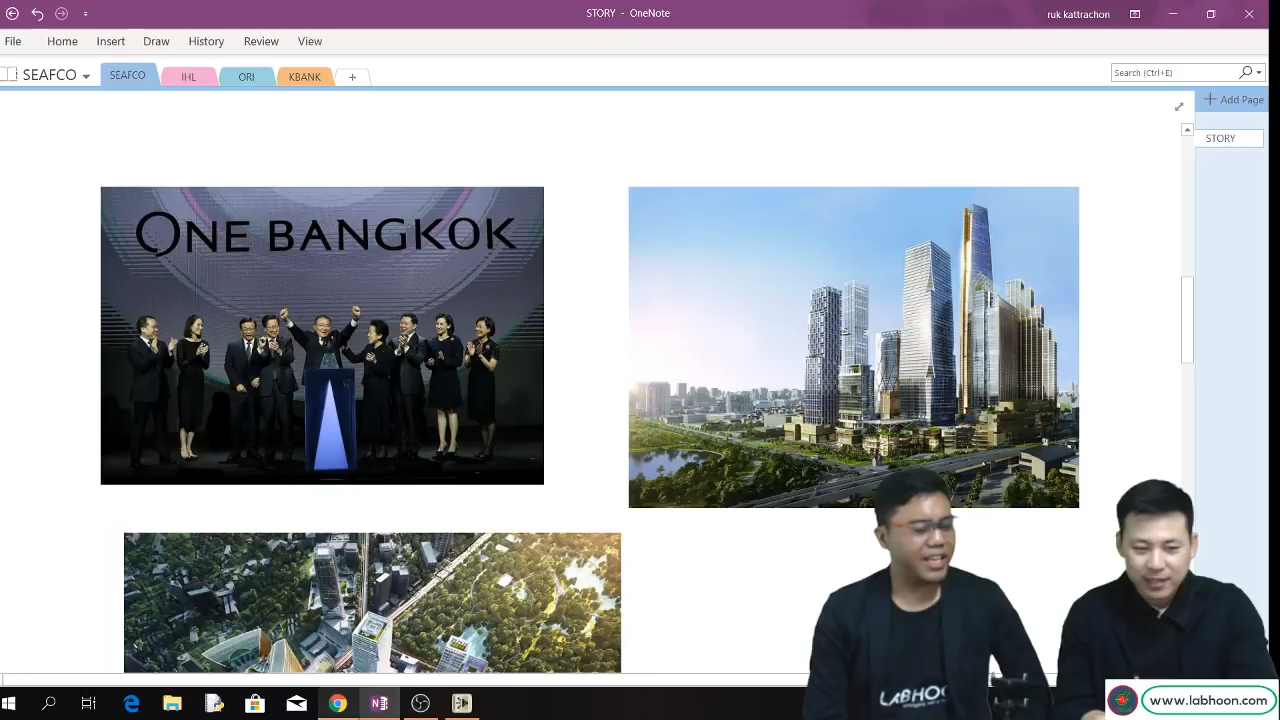 STORY - OneNote
ruk kattrachon
File Home Insert Draw History Review View
SEAFCO
SEAFCO IHL ORI KBANK
Search (Ctrl+E)
Add Page
STORY
ONE BANGKOK
LABHOO
www.labhoon.com